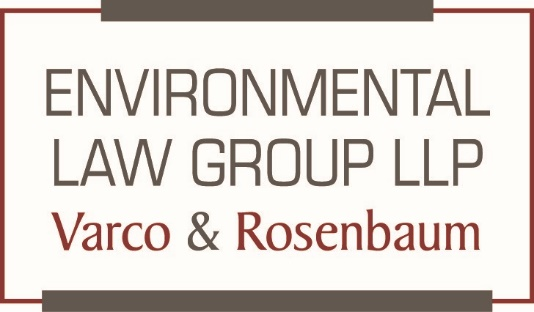 ENVIRONMENTAL
LAW GROUP LLP
Varco & Rosenbaum